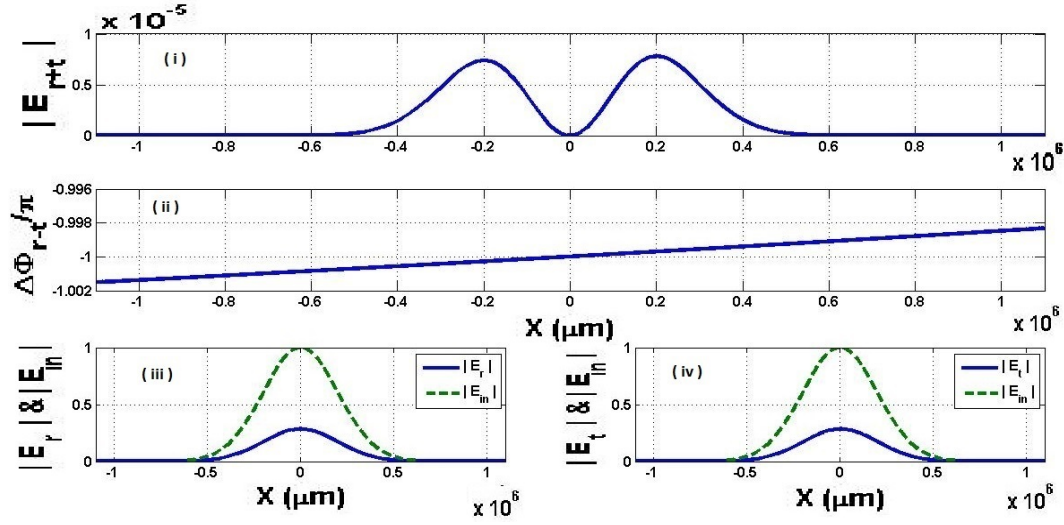 x 10^-5
( i )
|E_r+t|
1
0.5
0
-1 -0.8 -0.6 -0.4 -0.2 0 0.2 0.4 0.6 0.8 1
x 10^6
( ii )
ΔΦ_r-t/π
-0.996
-0.998
-1
-1.002
-1 -0.8 -0.6 -0.4 -0.2 0 0.2 0.4 0.6 0.8 1
X (μm)
x 10^6
( iii )
|E_r| & |E_in|
1
0.5
0
|E_r|
|E_in|
-1 -0.5 0 0.5 1
X (μm)
x 10^6
( iv )
|E_t| & |E_in|
1
0.5
0
|E_t|
|E_in|
-1 -0.5 0 0.5 1
X (μm)
x 10^6